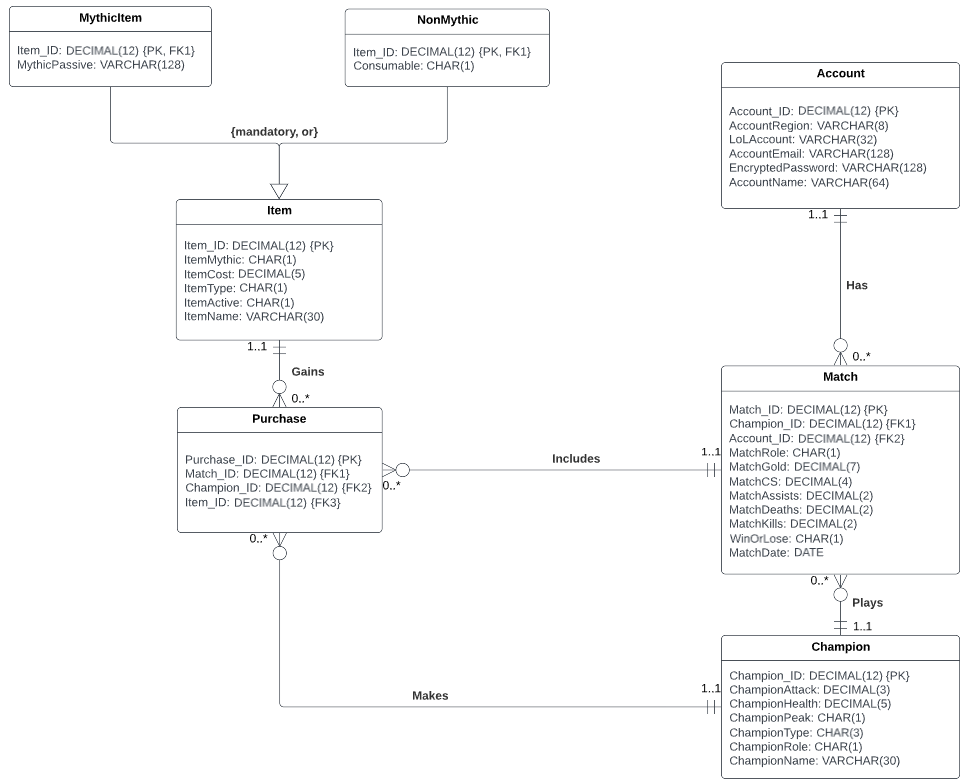 MythicItem
Item_ID: DECIMAL(12) {PK, FK1}
MythicPassive: VARCHAR(128)
NonMythic
Item_ID: DECIMAL(12) {PK, FK1}
Consumable: CHAR(1)
{mandatory, or}
Account
Account_ID: DECIMAL(12) {PK}
AccountRegion: VARCHAR(8)
LoLAccount: VARCHAR(32)
AccountEmail: VARCHAR(128)
EncryptedPassword: VARCHAR(128)
AccountName: VARCHAR(64)
1..1
Has
0..*
Item
Item_ID: DECIMAL(12) {PK}
ItemMythic: CHAR(1)
ItemCost: DECIMAL(5)
ItemType: CHAR(1)
ItemActive: CHAR(1)
ItemName: VARCHAR(30)
1..1
Gains
0..*
Purchase
Purchase_ID: DECIMAL(12) {PK}
Match_ID: DECIMAL(12) {FK1}
Champion_ID: DECIMAL(12) {FK2}
Item_ID: DECIMAL(12) {FK3}
0..*
Includes
1..1
Match
Match_ID: DECIMAL(12) {PK}
Champion_ID: DECIMAL(12) {FK1}
Account_ID: DECIMAL(12) {FK2}
MatchRole: CHAR(1)
MatchGold: DECIMAL(7)
MatchCS: DECIMAL(4)
MatchAssists: DECIMAL(2)
MatchDeaths: DECIMAL(2)
MatchKills: DECIMAL(2)
WinOrLose: CHAR(1)
MatchDate: DATE
0..*
Plays
1..1
0..*
Makes
1..1
Champion
Champion_ID: DECIMAL(12) {PK}
ChampionAttack: DECIMAL(3)
ChampionHealth: DECIMAL(5)
ChampionPeak: CHAR(1)
ChampionType: CHAR(3)
ChampionRole: CHAR(1)
ChampionName: VARCHAR(30)